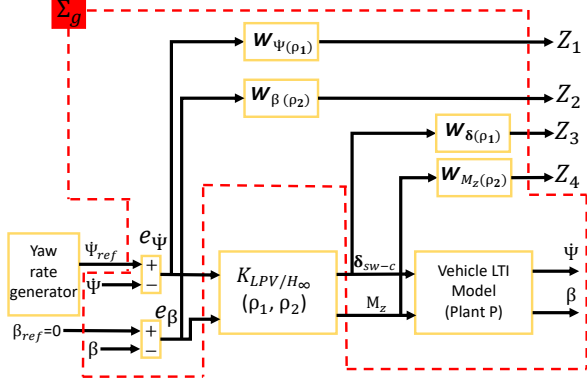 Σg
WΨ(ρ1)
Z1
Wβ (ρ2)
Z2
Wδ(ρ1)
Z3
WMz(ρ2)
Z4
Yaw
rate
generator
Ψ̇ref
eΨ̇
Ψ̇
+
−
βref=0
eβ
β
+
−
KLPV/H∞
(ρ1, ρ2)
δsw−c
Mz
Vehicle LTI
Model
(Plant P)
Ψ̇
β